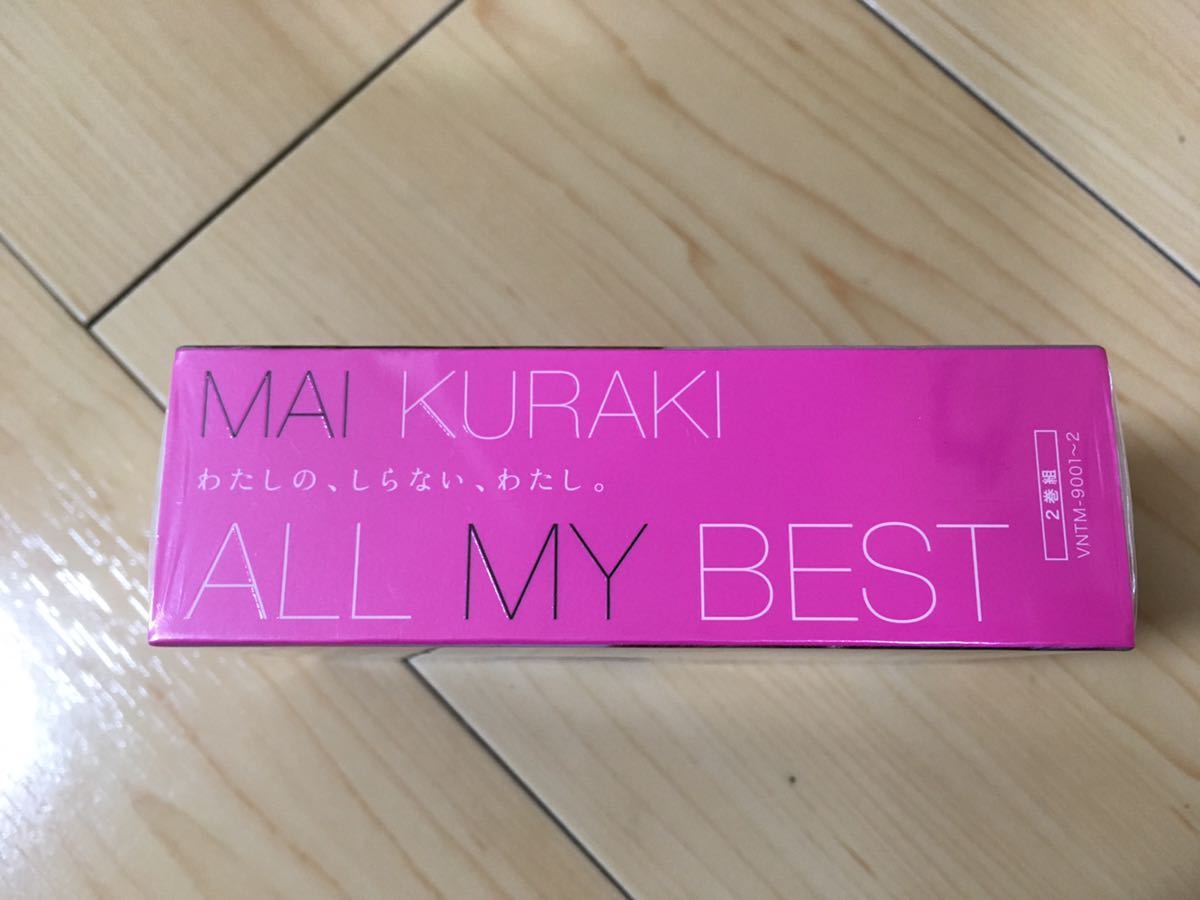 MAI KURAKI
わたしの、しらない、わたし。
ALL MY BEST
2巻組
VNTM-9001~2